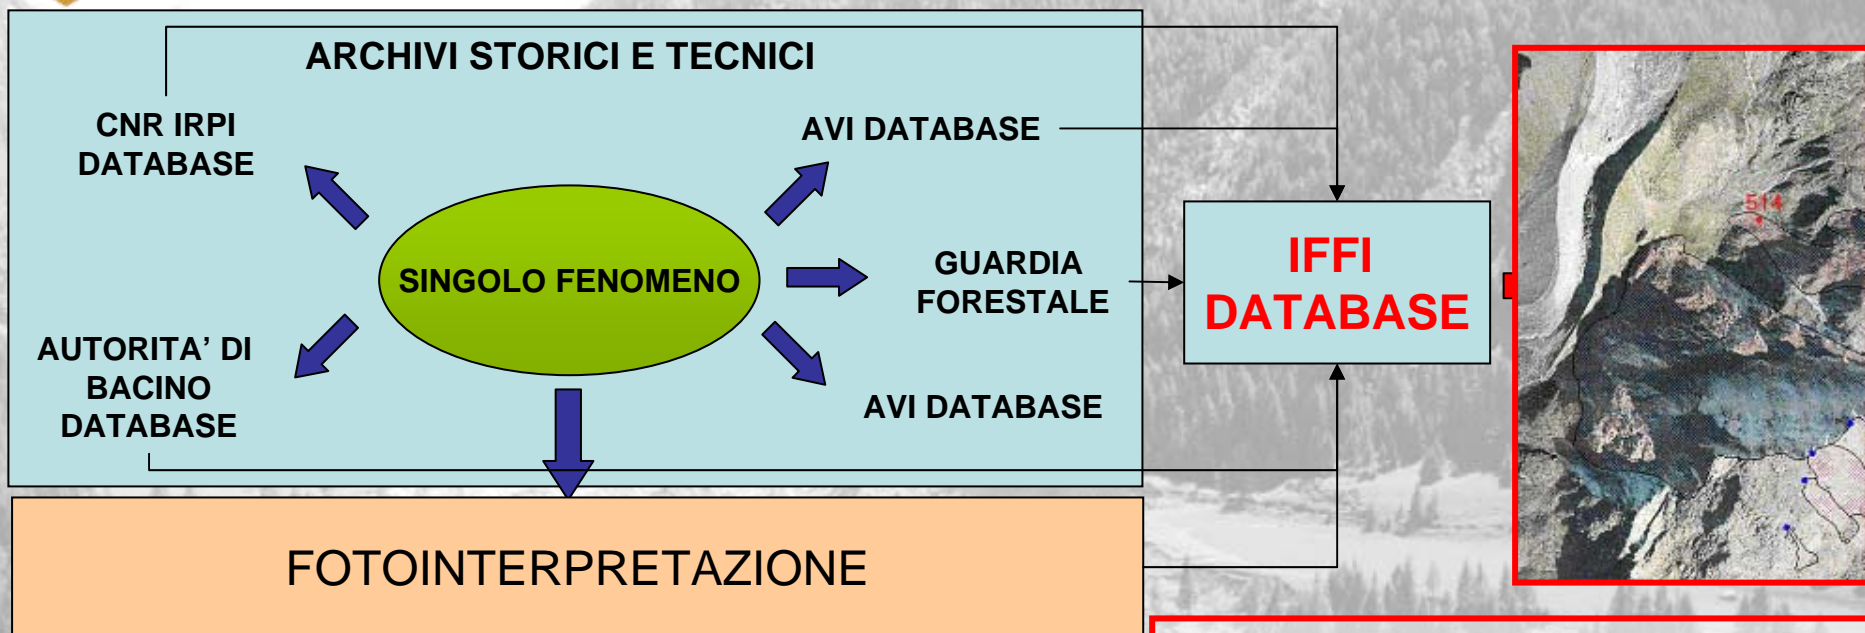 ARCHIVI STORICI E TECNICI
CNR IRPI
DATABASE
AVI DATABASE
SINGOLO FENOMENO
GUARDIA
FORESTALE
IFFI
DATABASE
AUTORITA’ DI
BACINO
DATABASE
AVI DATABASE
FOTOINTERPRETAZIONE
514